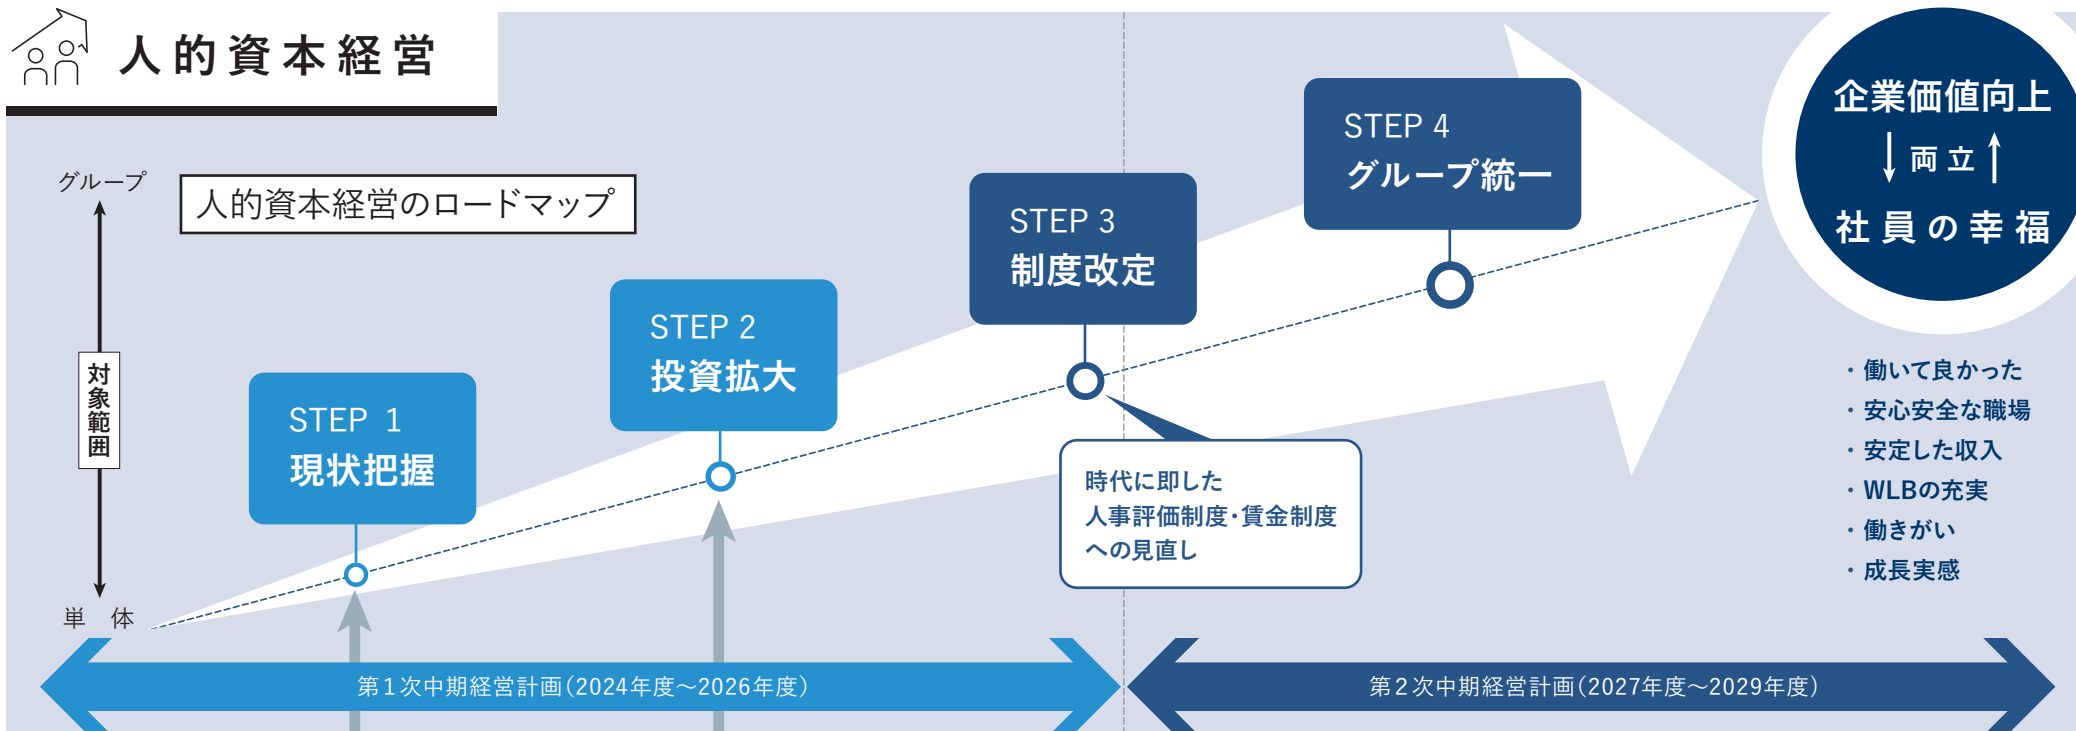 人的資本経営
人的資本経営のロードマップ
グループ
対象範囲
単 体
STEP 1
現状把握
STEP 2
投資拡大
STEP 3
制度改定
STEP 4
グループ統一
時代に即した
人事評価制度・賃金制度
への見直し
企業価値向上
両立
社員の幸福
・働いて良かった
・安心安全な職場
・安定した収入
・WLBの充実
・働きがい
・成長実感
第1次中期経営計画(2024年度〜2026年度)
第2次中期経営計画(2027年度〜2029年度)